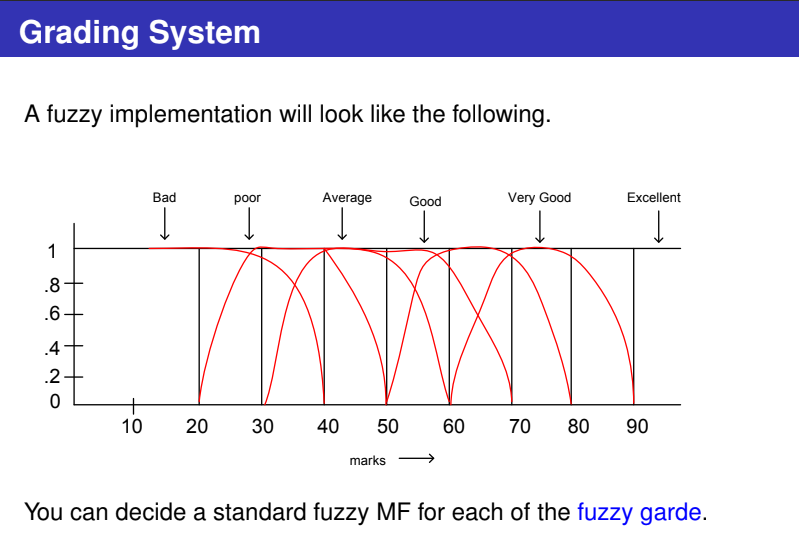 Grading System
A fuzzy implementation will look like the following.
Bad poor Average Good Very Good Excellent
1
.8
.6
.4
.2
0
10 20 30 40 50 60 70 80 90
marks
You can decide a standard fuzzy MF for each of the fuzzy garde.